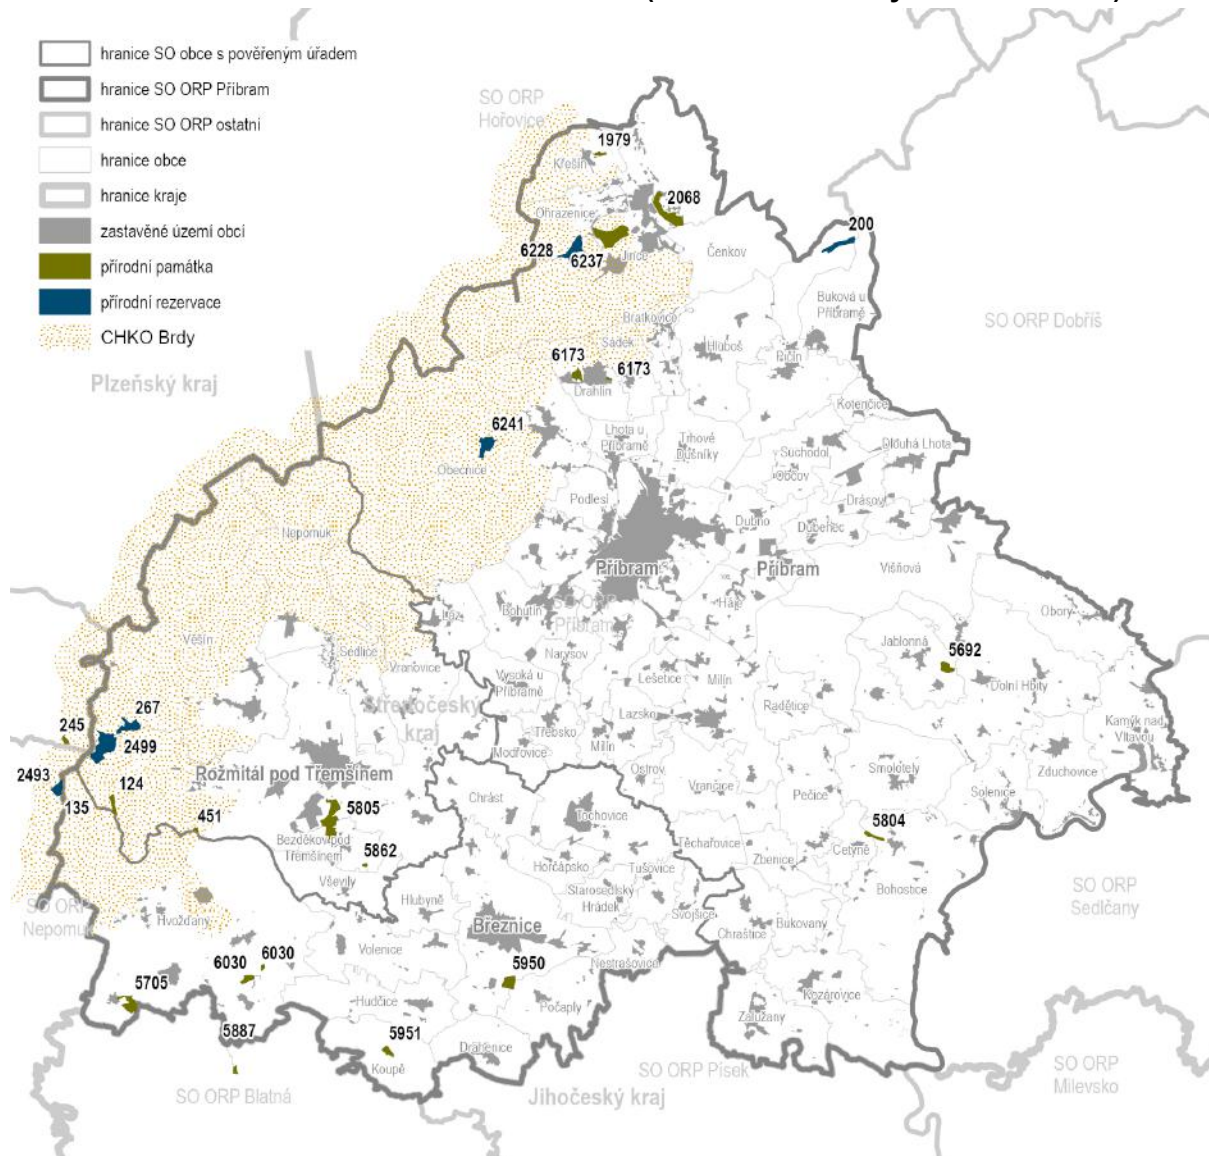 hranice SO obce s pověřeným úřadem
hranice SO ORP Příbram
hranice SO ORP ostatní
hranice obce
hranice kraje
zastavěné území obcí
přírodní památka
přírodní rezervace
CHKO Brdy
SO ORP
Hořovice
1979
Křešín
2068
Ohrazenice
200
6228
6237
Jince
Čenkov
Buková u
Příbramě
SO ORP Dobříš
Bratkovice
Sádek
Hluboš
Pičín
Plzeňský kraj
6173
6173
Drahlín
Kotenčice
6241
Lhota u
Příbramě
Trhové
Dušníky
Suchodol
Dlouhá Lhota
Obecnice
Občov
Podlesí
Drásov
Nepomuk
Dubno
Dubenec
Příbram
Příbram
Višňová
Láz
Bohutín
SO ORP
Příbram
Háje
Obory
Věšín
Sedlice
Vranovice
Narysov
Jablonná
5692
Vysoká u
Příbramě
Lešetice
Milín
Dolní Hbity
Středočeský
kraj
267
245
2499
Lazsko
Radětice
Kamýk nad
Vltavou
Třebsko
Modřovice
Milín
2493
124
135
Rožmitál pod Třemšínem
Ostrov
Vrančice
Smolotely
Zduchovice
Solenice
Pečice
Chrást
451
5805
Tochovice
5804
Bezděkov pod
Třemšínem
5862
Těchařovice
Cetyně
Zbenice
Horčápsko
Tušovice
Vševily
Starosedlský
Hrádek
Bohostice
SO ORP
Sedlčany
SO ORP
Nepomuk
Hvožďany
Hlubyně
Svojšice
Březnice
Chraštice
Bukovany
Volenice
6030
6030
Nestrašovice
5705
5950
Hudčice
Počaply
Kozárovice
Zalužany
5887
5951
Drahenice
Koupě
SO ORP Písek
SO ORP
Milevsko
SO ORP Blatná
Jihočeský kraj